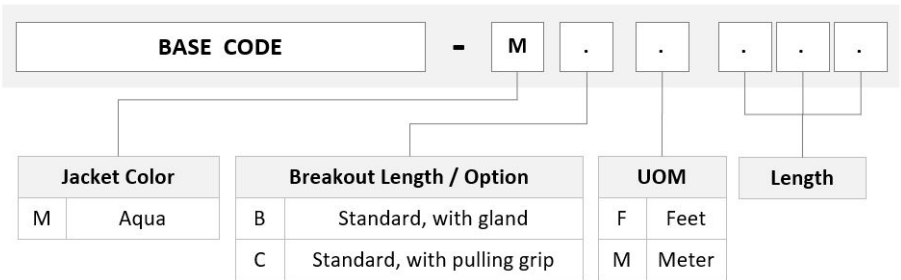 BASE CODE - M . . . . .
Jacket Color
M Aqua
Breakout Length / Option
B Standard, with gland
C Standard, with pulling grip
UOM
F Feet
M Meter
Length